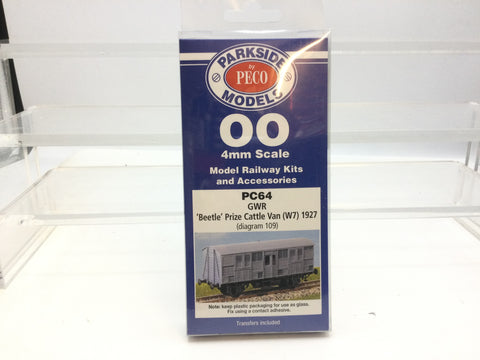 PARKSIDE
by
PECO
MODELS
OO
4mm Scale
Model Railway Kits
and Accessories
PC64
GWR
'Beetle' Prize Cattle Van (W7) 1927
(diagram 109)
Note: keep plastic packaging for use as glass.
Fix using a contact adhesive.
Transfers included